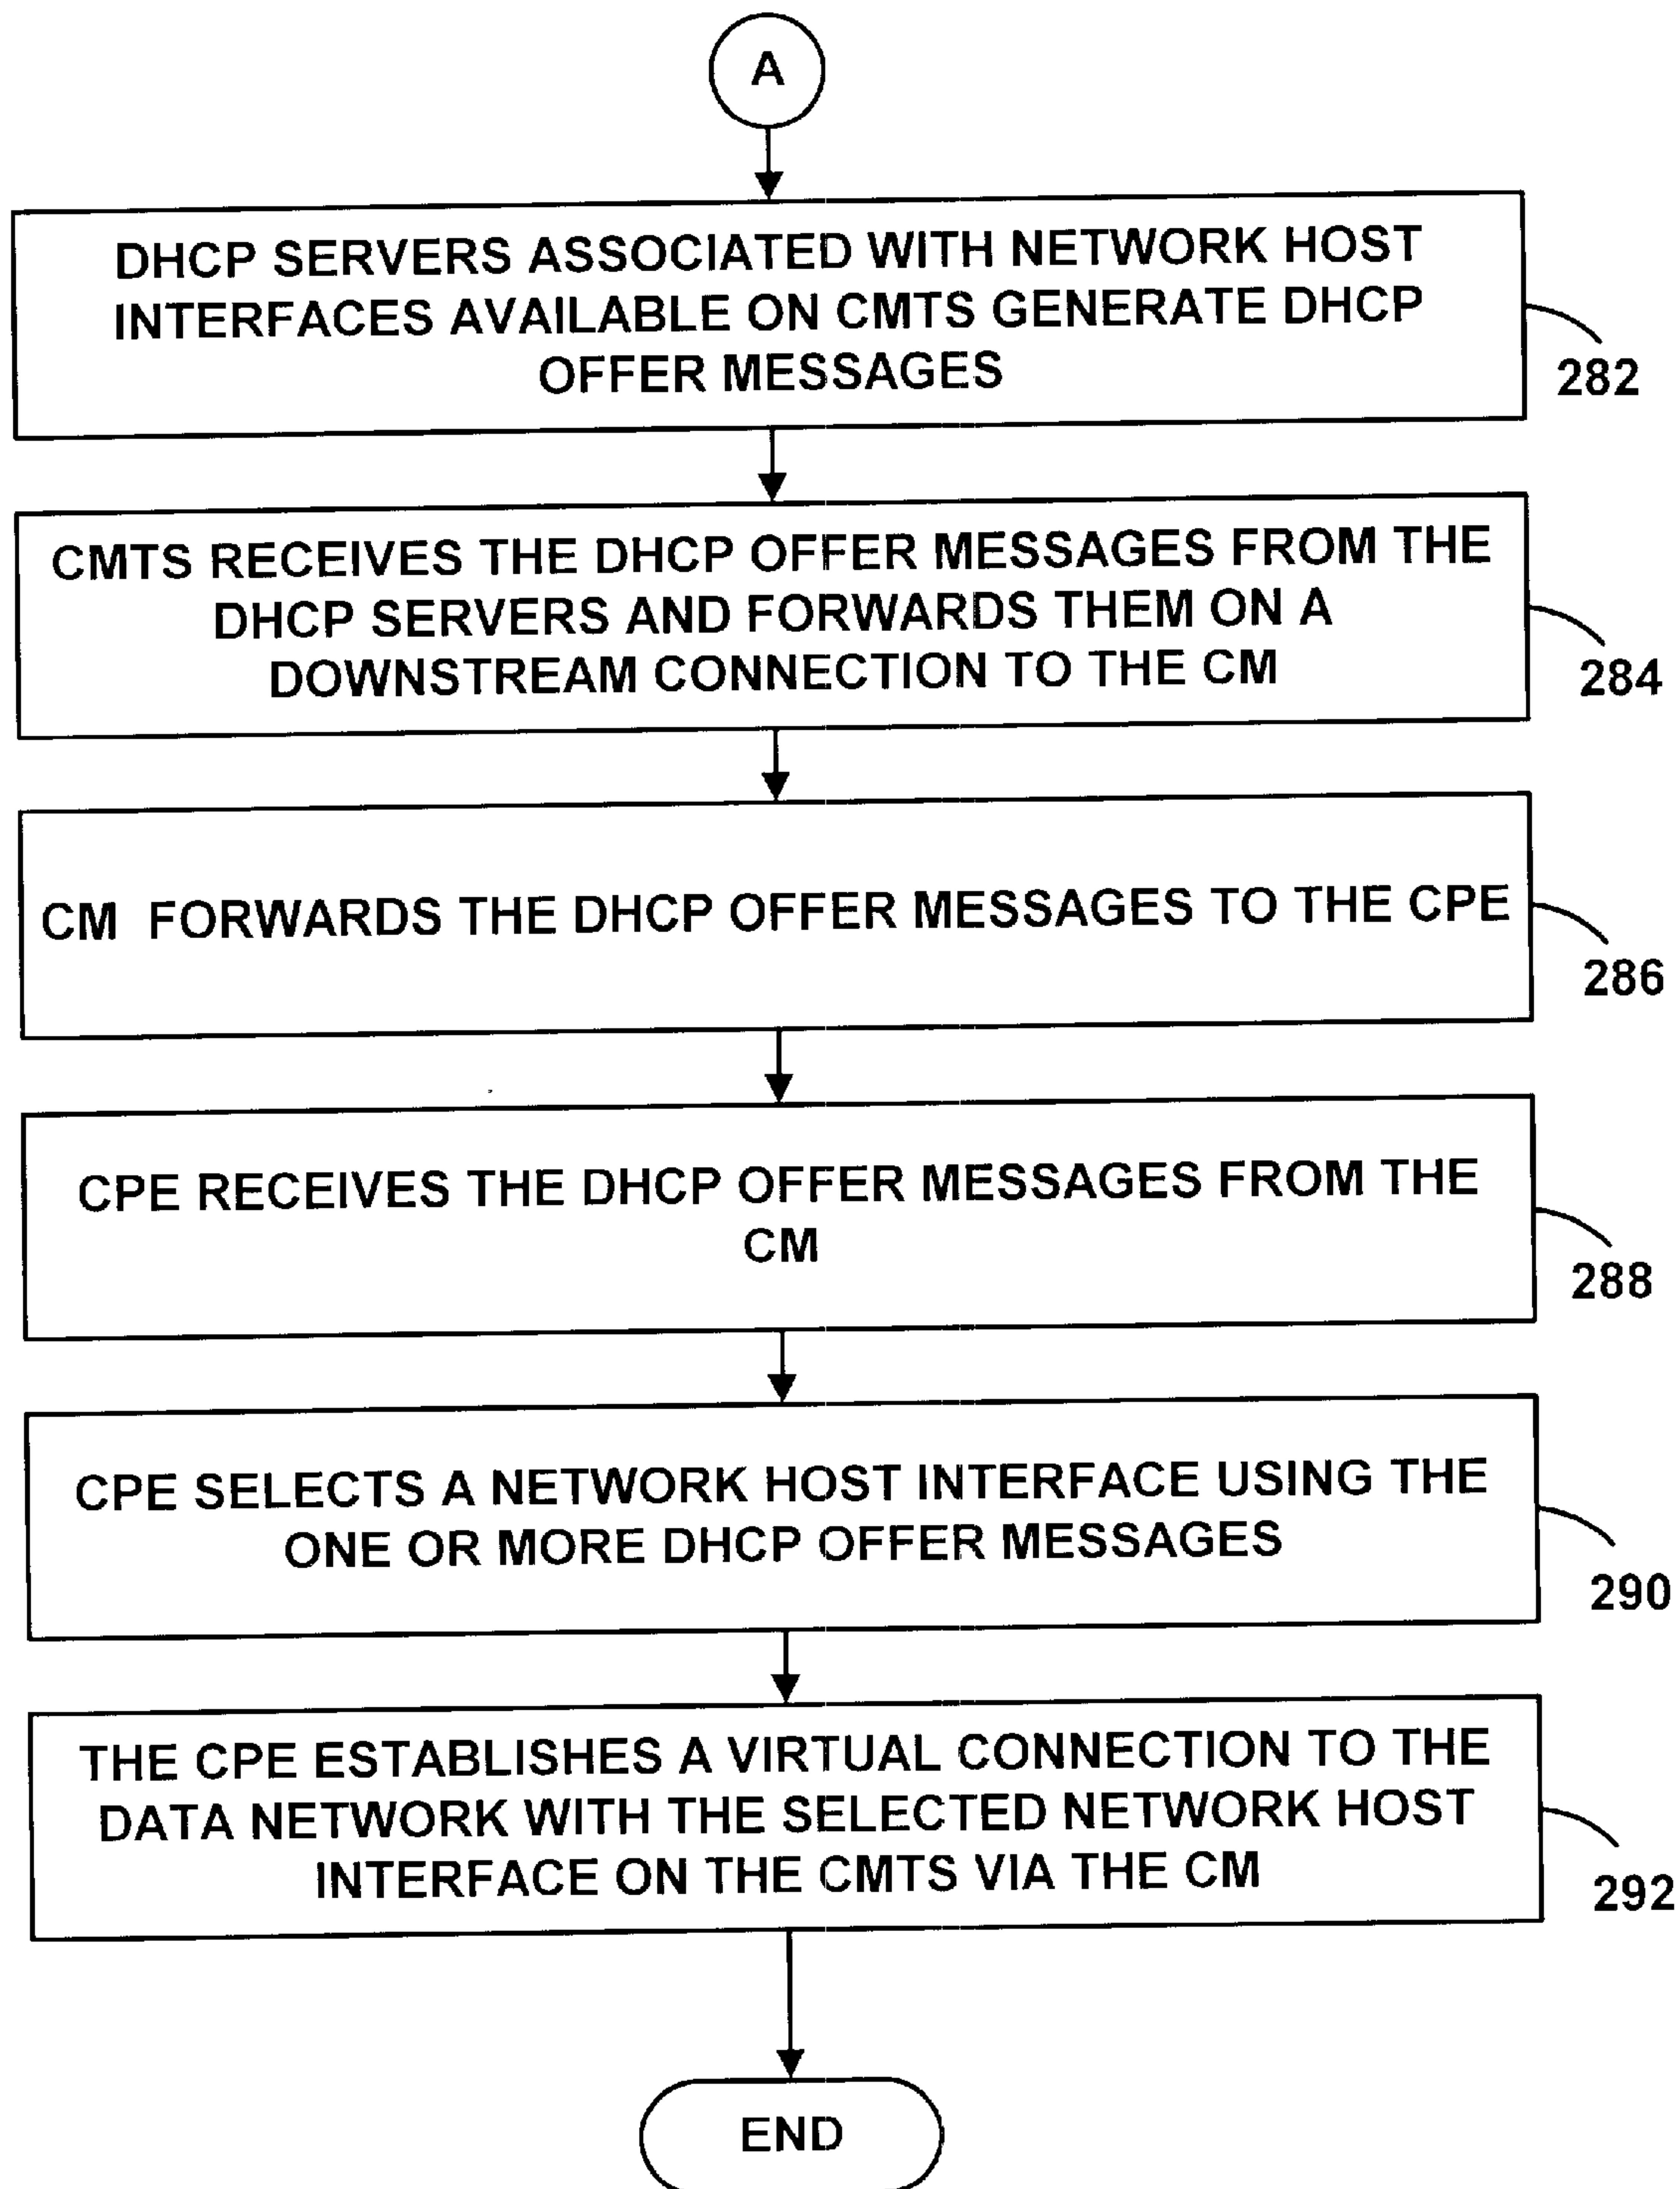 A
DHCP SERVERS ASSOCIATED WITH NETWORK HOST
INTERFACES AVAILABLE ON CMTS GENERATE DHCP
OFFER MESSAGES
282
CMTS RECEIVES THE DHCP OFFER MESSAGES FROM THE
DHCP SERVERS AND FORWARDS THEM ON A
DOWNSTREAM CONNECTION TO THE CM
284
CM FORWARDS THE DHCP OFFER MESSAGES TO THE CPE
286
CPE RECEIVES THE DHCP OFFER MESSAGES FROM THE
CM
288
CPE SELECTS A NETWORK HOST INTERFACE USING THE
ONE OR MORE DHCP OFFER MESSAGES
290
THE CPE ESTABLISHES A VIRTUAL CONNECTION TO THE
DATA NETWORK WITH THE SELECTED NETWORK HOST
INTERFACE ON THE CMTS VIA THE CM
292
END